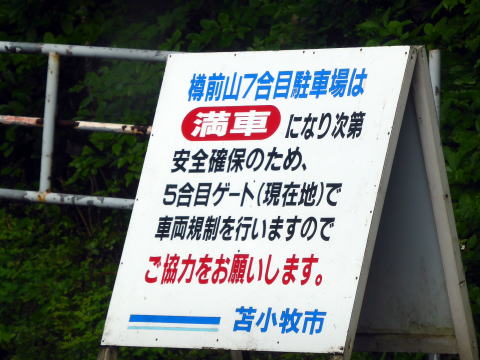 樽前山7合目駐車場は
満車になり次第
安全確保のため、
5合目ゲート(現在地)で
車両規制を行いますので
ご協力をお願いします。
苫小牧市